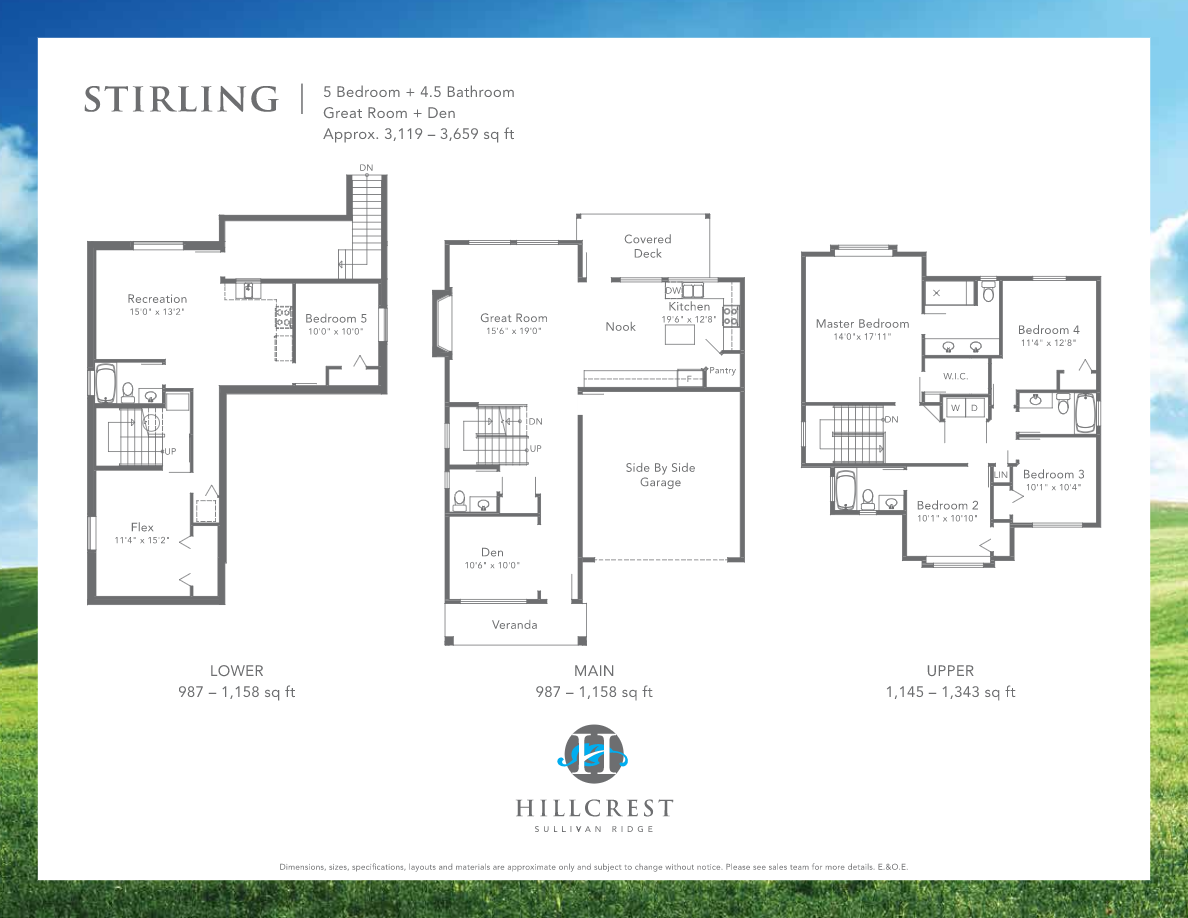 STIRLING
5 Bedroom + 4.5 Bathroom
Great Room + Den
Approx. 3,119 – 3,659 sq ft
DN
Recreation
15'0" x 13'2"
Bedroom 5
10'0" x 10'0"
UP
Flex
11'4" x 15'2"
LOWER
987 – 1,158 sq ft
Covered
Deck
Great Room
15'6" x 19'0"
Nook
DW
Kitchen
19'6" x 12'8"
Pantry
F
DN
UP
Side By Side
Garage
Den
10'6" x 10'0"
Veranda
MAIN
987 – 1,158 sq ft
Master Bedroom
14'0"x 17'11"
Bedroom 4
11'4" x 12'8"
W.I.C.
W D
DN
LIN
Bedroom 3
10'1" x 10'4"
Bedroom 2
10'1" x 10'10"
UPPER
1,145 – 1,343 sq ft
H
HILLCREST
SULLIVAN RIDGE
Dimensions, sizes, specifications, layouts and materials are approximate only and subject to change without notice. Please see sales team for more details. E.&O.E.